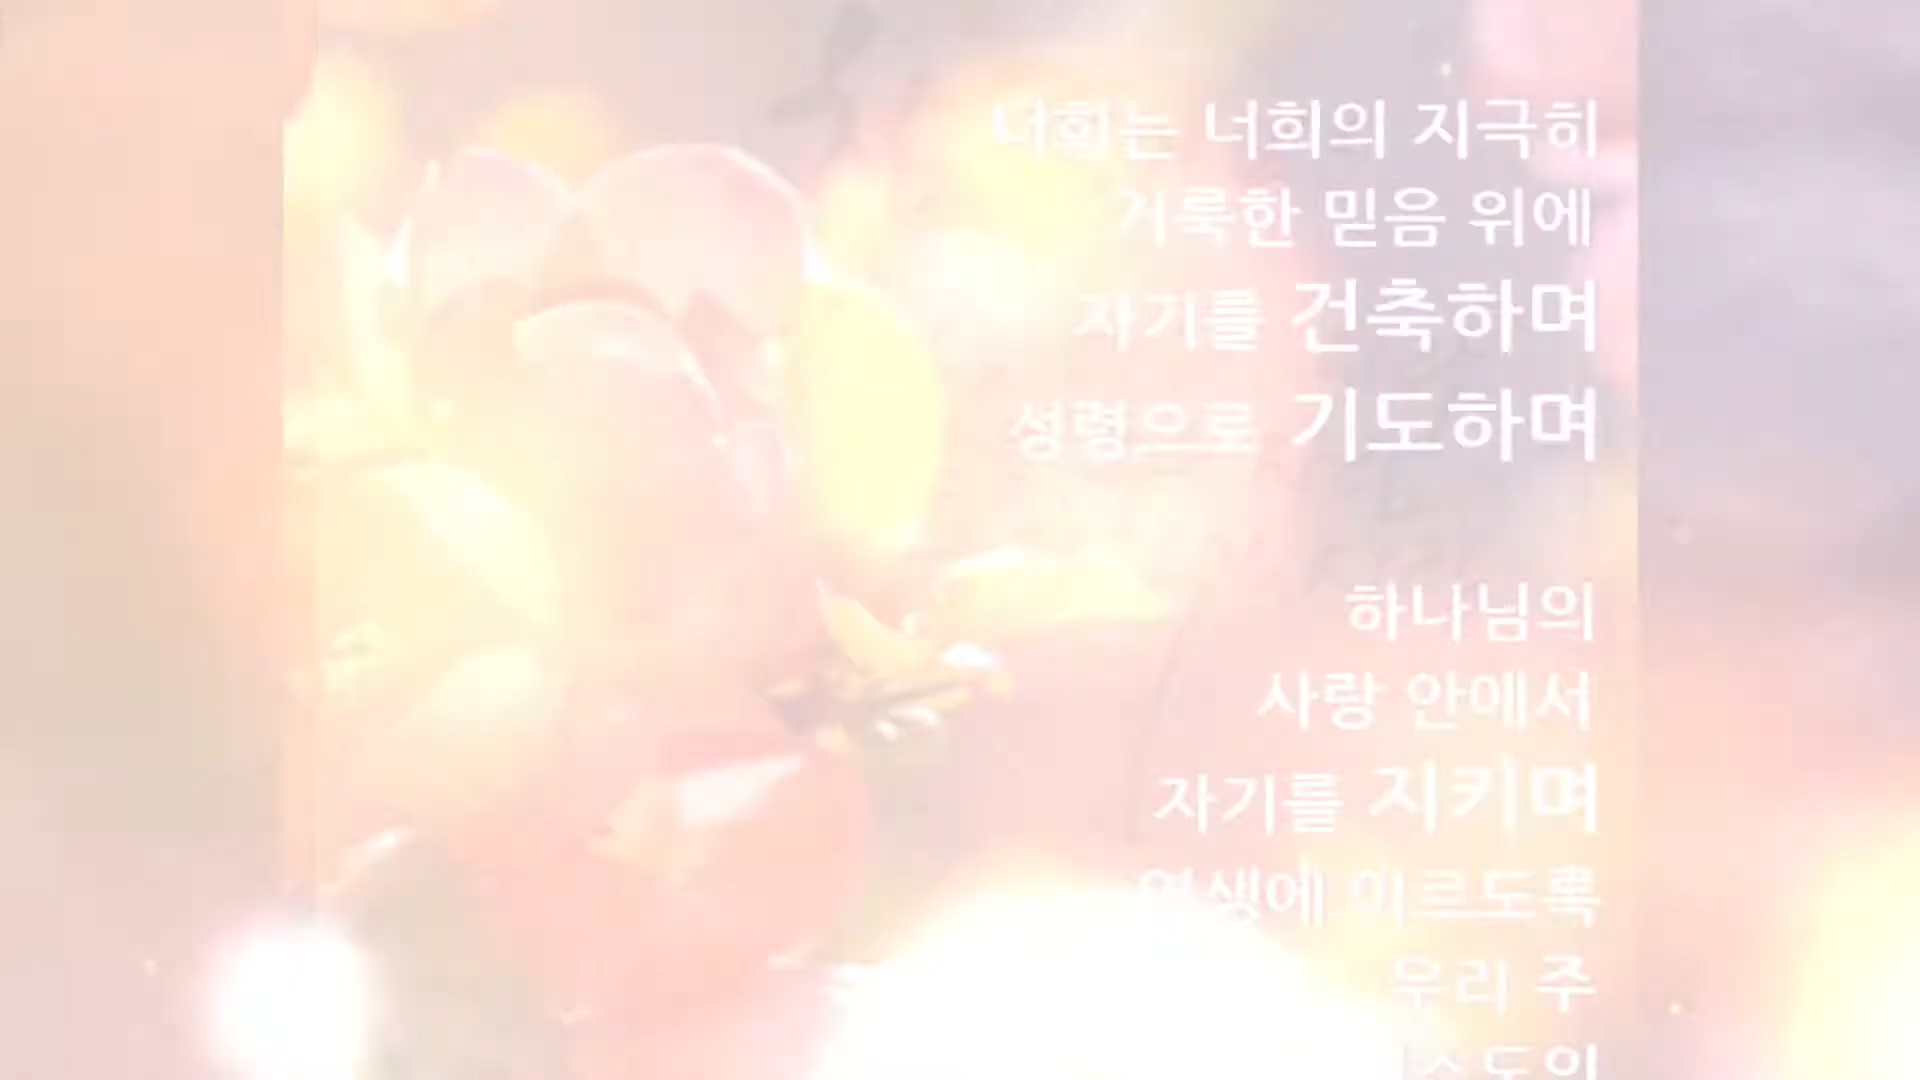 너희는 너희의 지극히
거룩한 믿음 위에
자기를 건축하며
성령으로 기도하며
하나님의
사랑 안에서
자기를 지키며
영생에 이르도록
우리 주